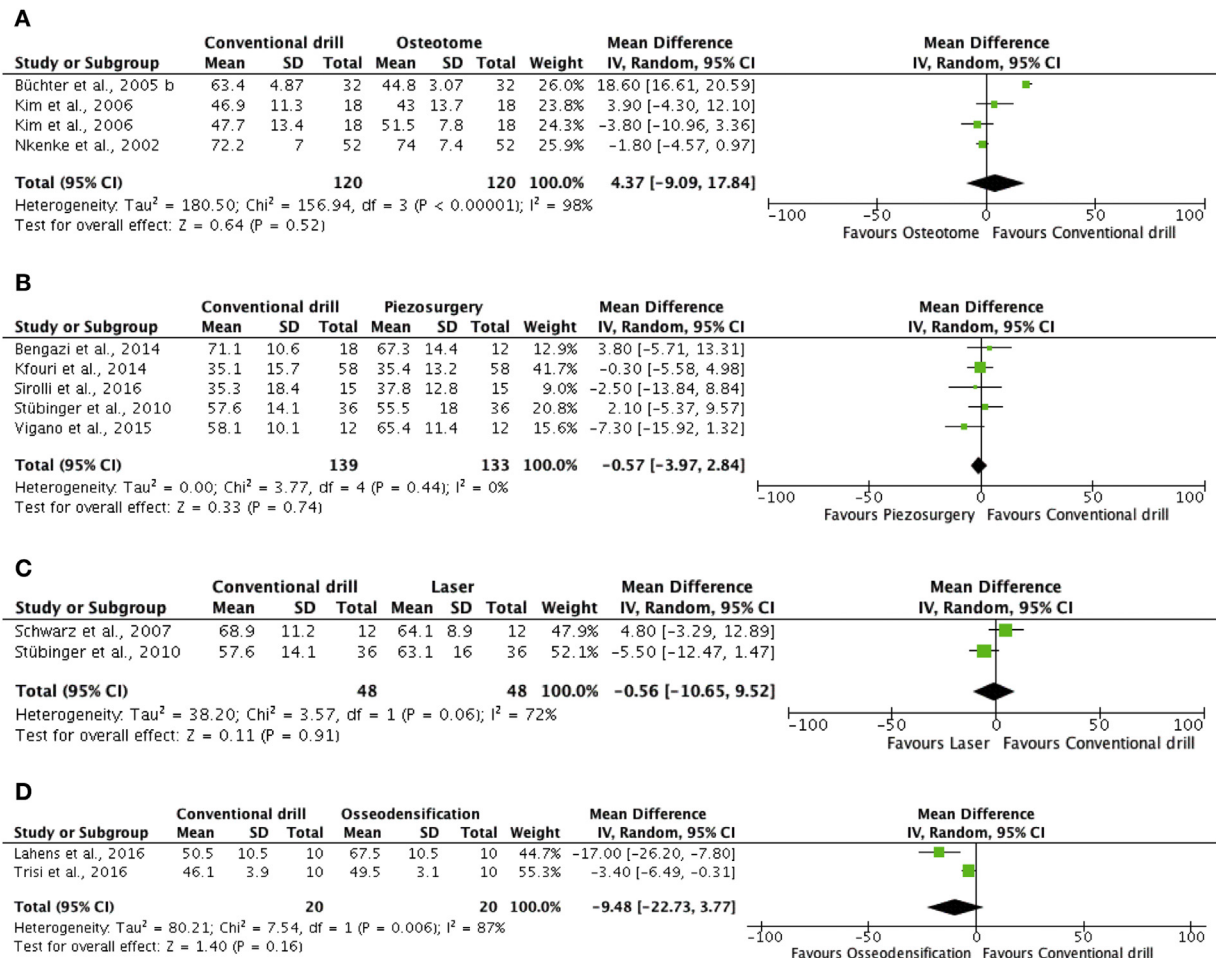 A
Conventional drill Osteotome Mean Difference Mean Difference
Study or Subgroup Mean SD Total Mean SD Total Weight IV, Random, 95% CI IV, Random, 95% CI
Büchter et al., 2005 b 63.4 4.87 32 44.8 3.07 32 26.0% 18.60 [16.61, 20.59]
Kim et al., 2006 46.9 11.3 18 43 13.7 18 23.8% 3.90 [-4.30, 12.10]
Kim et al., 2006 47.7 13.4 18 51.5 7.8 18 24.3% -3.80 [-10.96, 3.36]
Nkenke et al., 2002 72.2 7 52 74 7.4 52 25.9% -1.80 [-4.57, 0.97]
Total (95% CI) 120 120 100.0% 4.37 [-9.09, 17.84]
Heterogeneity: Tau² = 180.50; Chi² = 156.94, df = 3 (P < 0.00001); I² = 98%
Test for overall effect: Z = 0.64 (P = 0.52)
-100 -50 0 50 100
Favours Osteotome Favours Conventional drill
B
Conventional drill Piezosurgery Mean Difference Mean Difference
Study or Subgroup Mean SD Total Mean SD Total Weight IV, Random, 95% CI IV, Random, 95% CI
Bengazi et al., 2014 71.1 10.6 18 67.3 14.4 12 12.9% 3.80 [-5.71, 13.31]
Kfouri et al., 2014 35.1 15.7 58 35.4 13.2 58 41.7% -0.30 [-5.58, 4.98]
Sirolli et al., 2016 35.3 18.4 15 37.8 12.8 15 9.0% -2.50 [-13.84, 8.84]
Stübinger et al., 2010 57.6 14.1 36 55.5 18 36 20.8% 2.10 [-5.37, 9.57]
Vigano et al., 2015 58.1 10.1 12 65.4 11.4 12 15.6% -7.30 [-15.92, 1.32]
Total (95% CI) 139 133 100.0% -0.57 [-3.97, 2.84]
Heterogeneity: Tau² = 0.00; Chi² = 3.77, df = 4 (P = 0.44); I² = 0%
Test for overall effect: Z = 0.33 (P = 0.74)
-100 -50 0 50 100
Favours Piezosurgery Favours Conventional drill
C
Conventional drill Laser Mean Difference Mean Difference
Study or Subgroup Mean SD Total Mean SD Total Weight IV, Random, 95% CI IV, Random, 95% CI
Schwarz et al., 2007 68.9 11.2 12 64.1 8.9 12 47.9% 4.80 [-3.29, 12.89]
Stübinger et al., 2010 57.6 14.1 36 63.1 16 36 52.1% -5.50 [-12.47, 1.47]
Total (95% CI) 48 48 100.0% -0.56 [-10.65, 9.52]
Heterogeneity: Tau² = 38.20; Chi² = 3.57, df = 1 (P = 0.06); I² = 72%
Test for overall effect: Z = 0.11 (P = 0.91)
-100 -50 0 50 100
Favours Laser Favours Conventional drill
D
Conventional drill Osseodensification Mean Difference Mean Difference
Study or Subgroup Mean SD Total Mean SD Total Weight IV, Random, 95% CI IV, Random, 95% CI
Lahens et al., 2016 50.5 10.5 10 67.5 10.5 10 44.7% -17.00 [-26.20, -7.80]
Trisi et al., 2016 46.1 3.9 10 49.5 3.1 10 55.3% -3.40 [-6.49, -0.31]
Total (95% CI) 20 20 100.0% -9.48 [-22.73, 3.77]
Heterogeneity: Tau² = 80.21; Chi² = 7.54, df = 1 (P = 0.006); I² = 87%
Test for overall effect: Z = 1.40 (P = 0.16)
-100 -50 0 50 100
Favours Osseodensification Favours Conventional drill